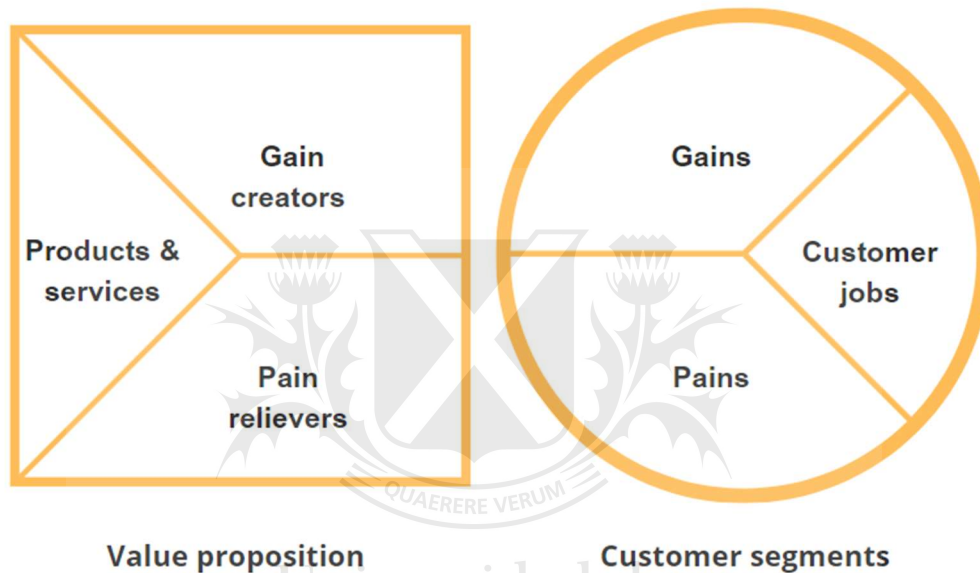 Gain
creators
Products &
services
Pain
relievers
Gains
Customer
jobs
Pains
QUAERERE VERUM
Value proposition
Customer segments